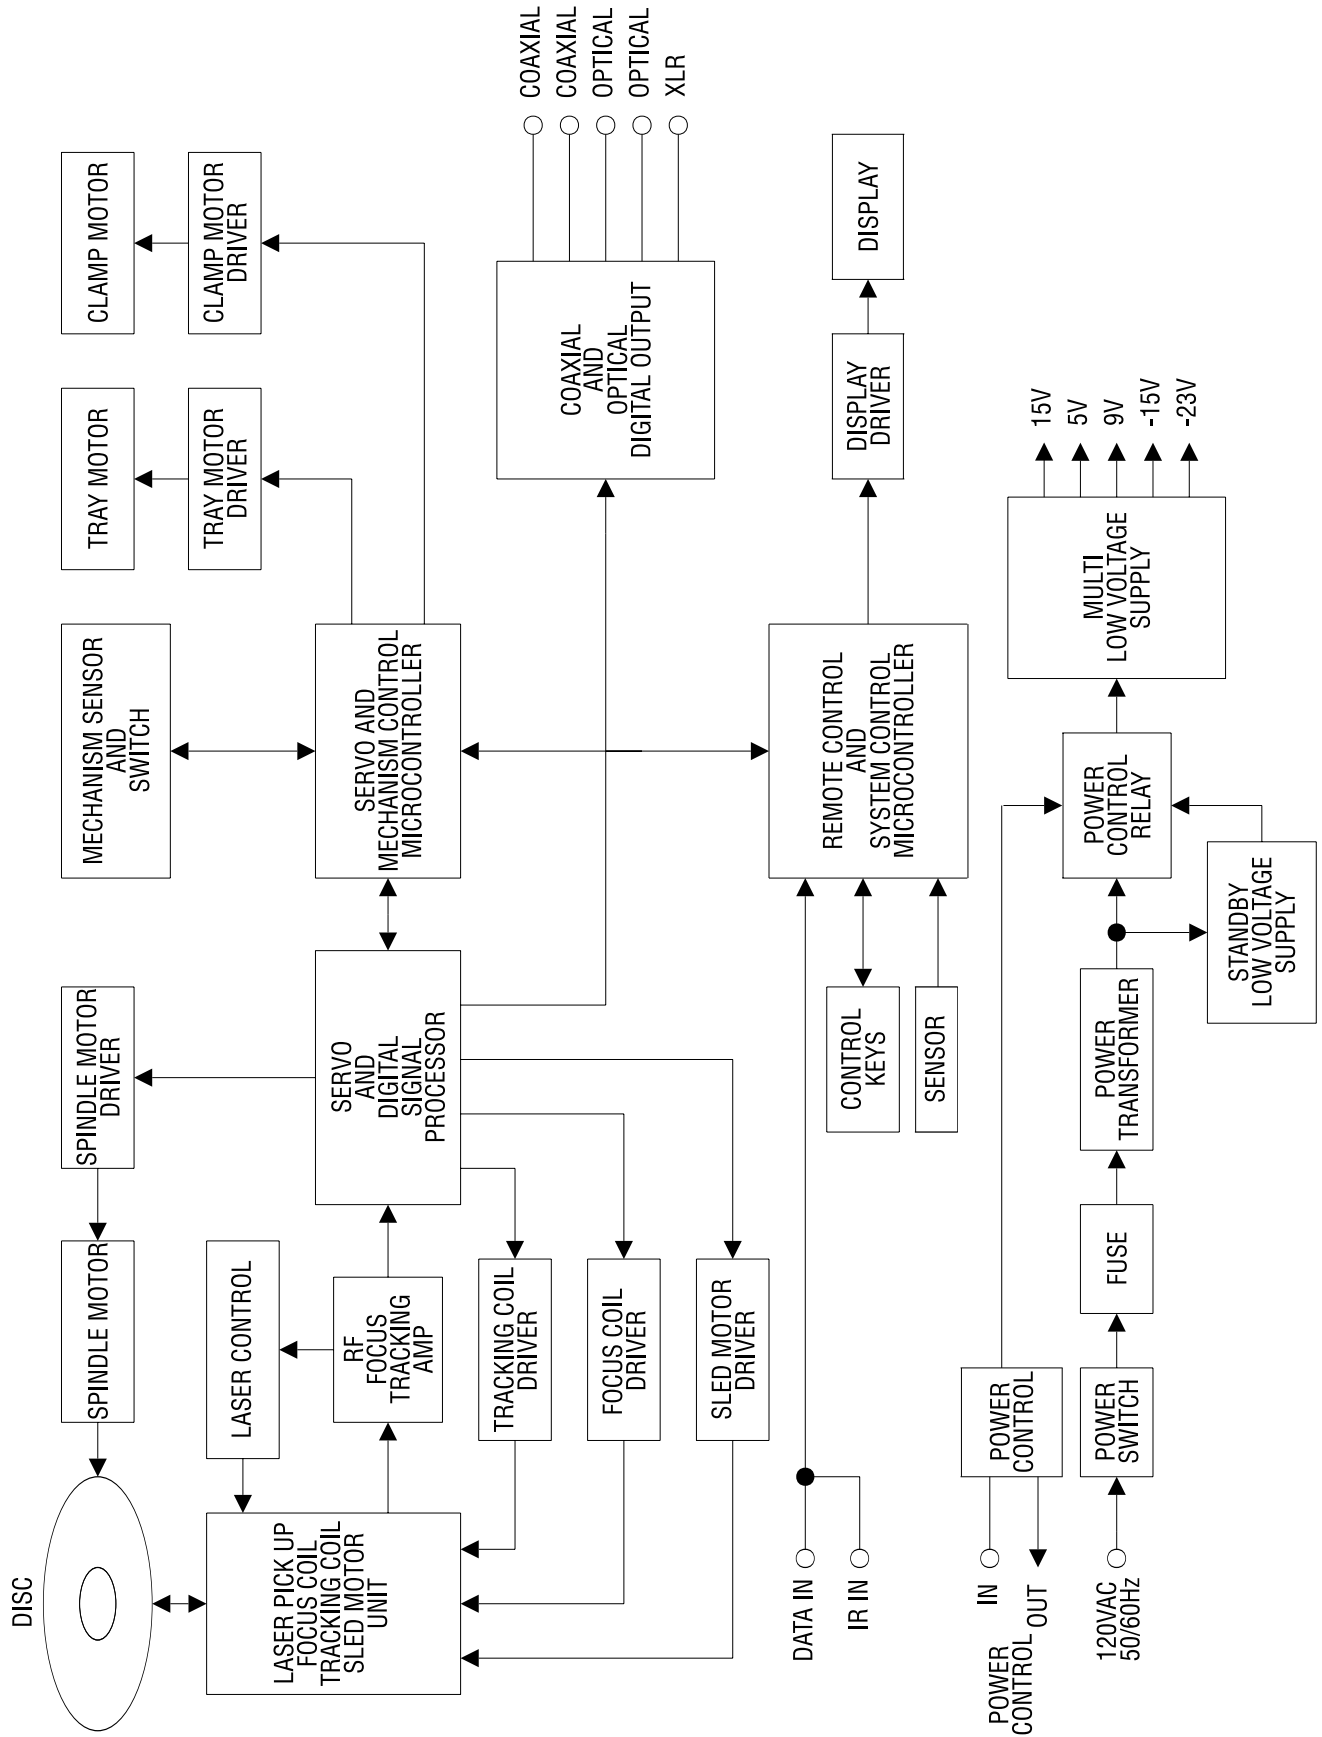 DISC
SPINDLE MOTOR
SPINDLE MOTOR
DRIVER
MECHANISM SENSOR
AND
SWITCH
TRAY MOTOR
CLAMP MOTOR
TRAY MOTOR
DRIVER
CLAMP MOTOR
DRIVER
LASER CONTROL
LASER PICK UP
FOCUS COIL
TRACKING COIL
SLED MOTOR
UNIT
RF
FOCUS
TRACKING
AMP
SERVO
AND
DIGITAL
SIGNAL
PROCESSOR
SERVO AND
MECHANISM CONTROL
MICROCONTROLLER
TRACKING COIL
DRIVER
FOCUS COIL
DRIVER
SLED MOTOR
DRIVER
COAXIAL
AND
OPTICAL
DIGITAL OUTPUT
COAXIAL
COAXIAL
OPTICAL
OPTICAL
XLR
DATA IN
IR IN
CONTROL
KEYS
SENSOR
REMOTE CONTROL
AND
SYSTEM CONTROL
MICROCONTROLLER
DISPLAY
DRIVER
DISPLAY
POWER
CONTROL
IN
OUT
POWER
CONTROL
120VAC
50/60Hz
POWER
SWITCH
FUSE
POWER
TRANSFORMER
STANDBY
LOW VOLTAGE
SUPPLY
POWER
CONTROL
RELAY
MULTI
LOW VOLTAGE
SUPPLY
15V
5V
9V
-15V
-23V